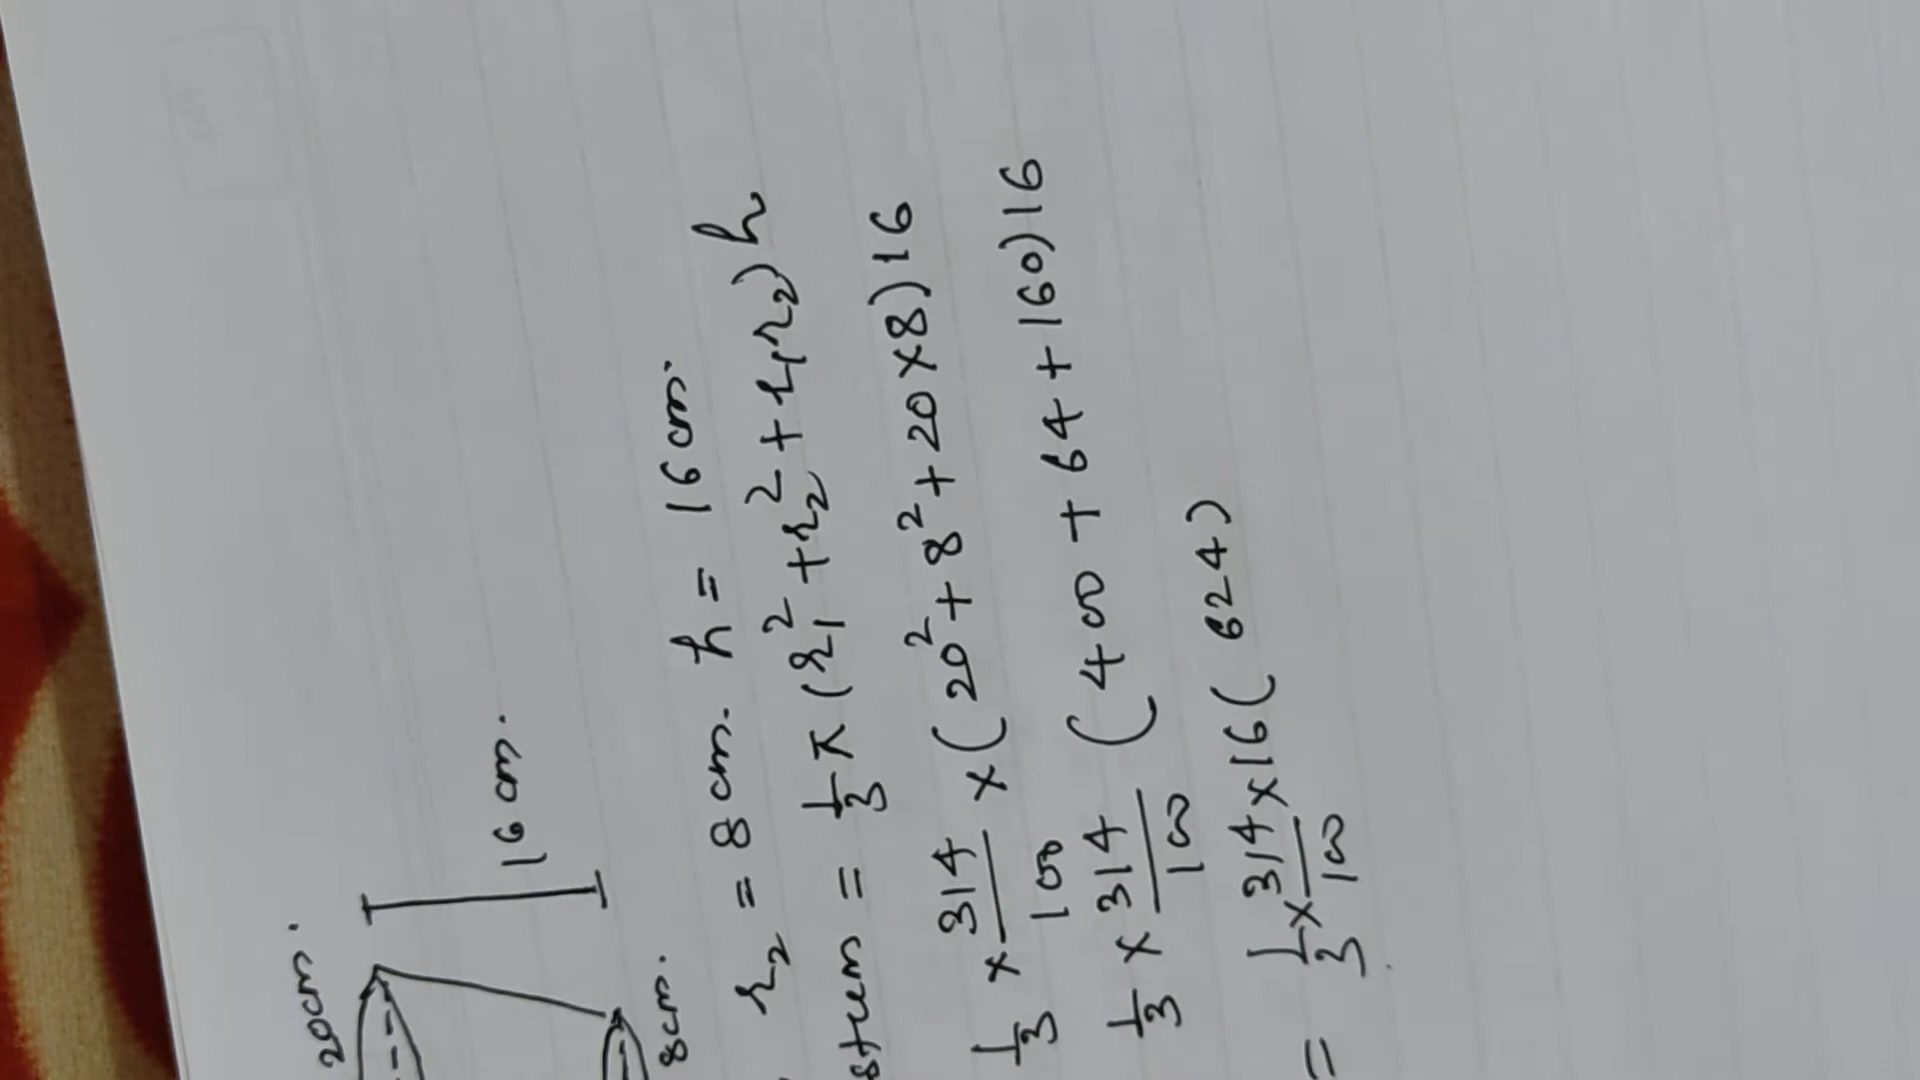 20cm.
16 cm.
8cm.
r₂ = 8 cm. h = 16 cm.
stum = 1/3 π (r₁² + r₂² + r₁r₂) h
1/3 × 314/100 × (20² + 8² + 20 × 8) 16
1/3 × 314/100 (400 + 64 + 160) 16
= 1/3 × 314/100 × 16 ( 624)